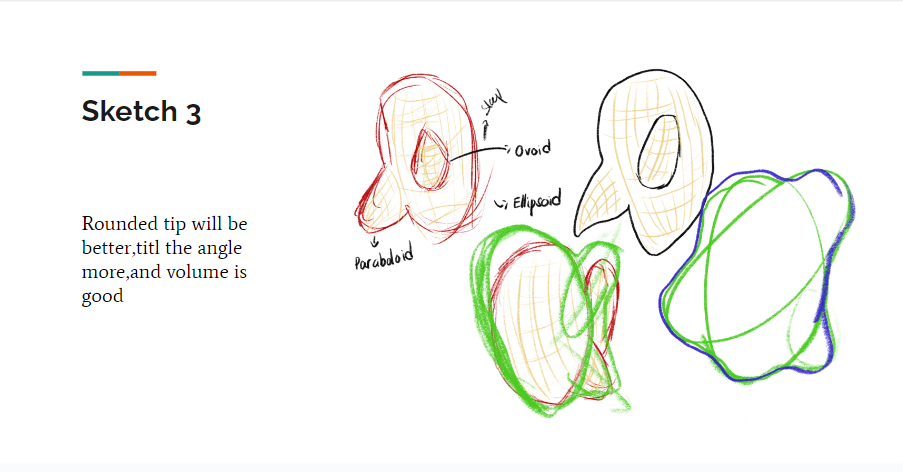 Sketch 3
Rounded tip will be
better,titl the angle
more,and volume is
good
Ovoid
Ellipsoid
Paraboloid